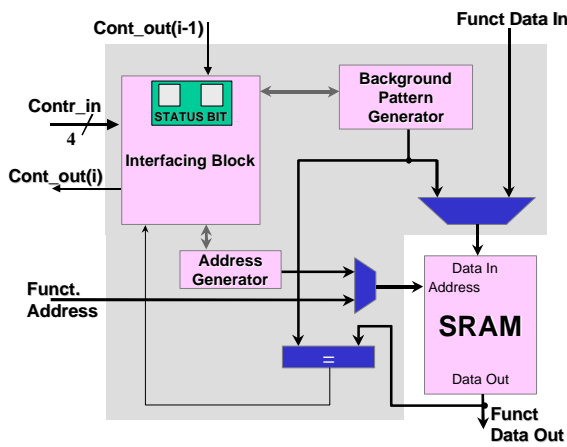 Cont_out(i-1)
Funct Data In
Contr_in
4
STATUS BIT
Interfacing Block
Background
Pattern
Generator
Cont_out(i)
Address
Generator
Funct.
Address
Data In
Address
SRAM
=
Data Out
Funct
Data Out